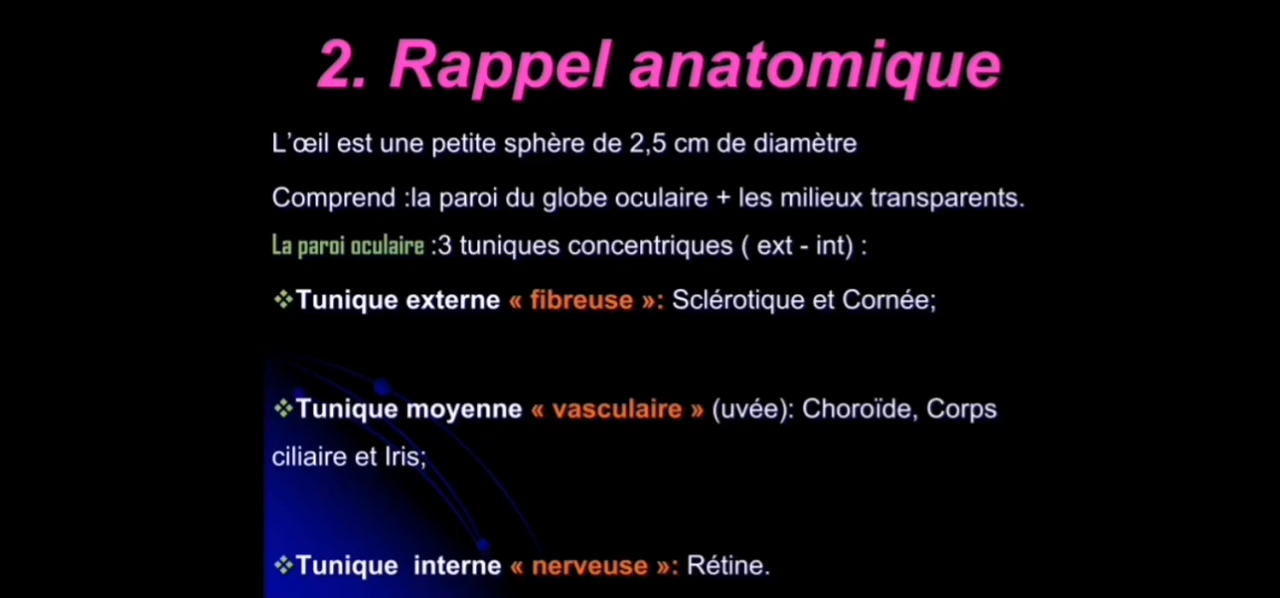 2. Rappel anatomique
L’œil est une petite sphère de 2,5 cm de diamètre
Comprend :la paroi du globe oculaire + les milieux transparents.
La paroi oculaire :3 tuniques concentriques ( ext - int) :
❖Tunique externe « fibreuse »: Sclérotique et Cornée;
❖Tunique moyenne « vasculaire » (uvée): Choroïde, Corps
ciliaire et Iris;
❖Tunique interne « nerveuse »: Rétine.